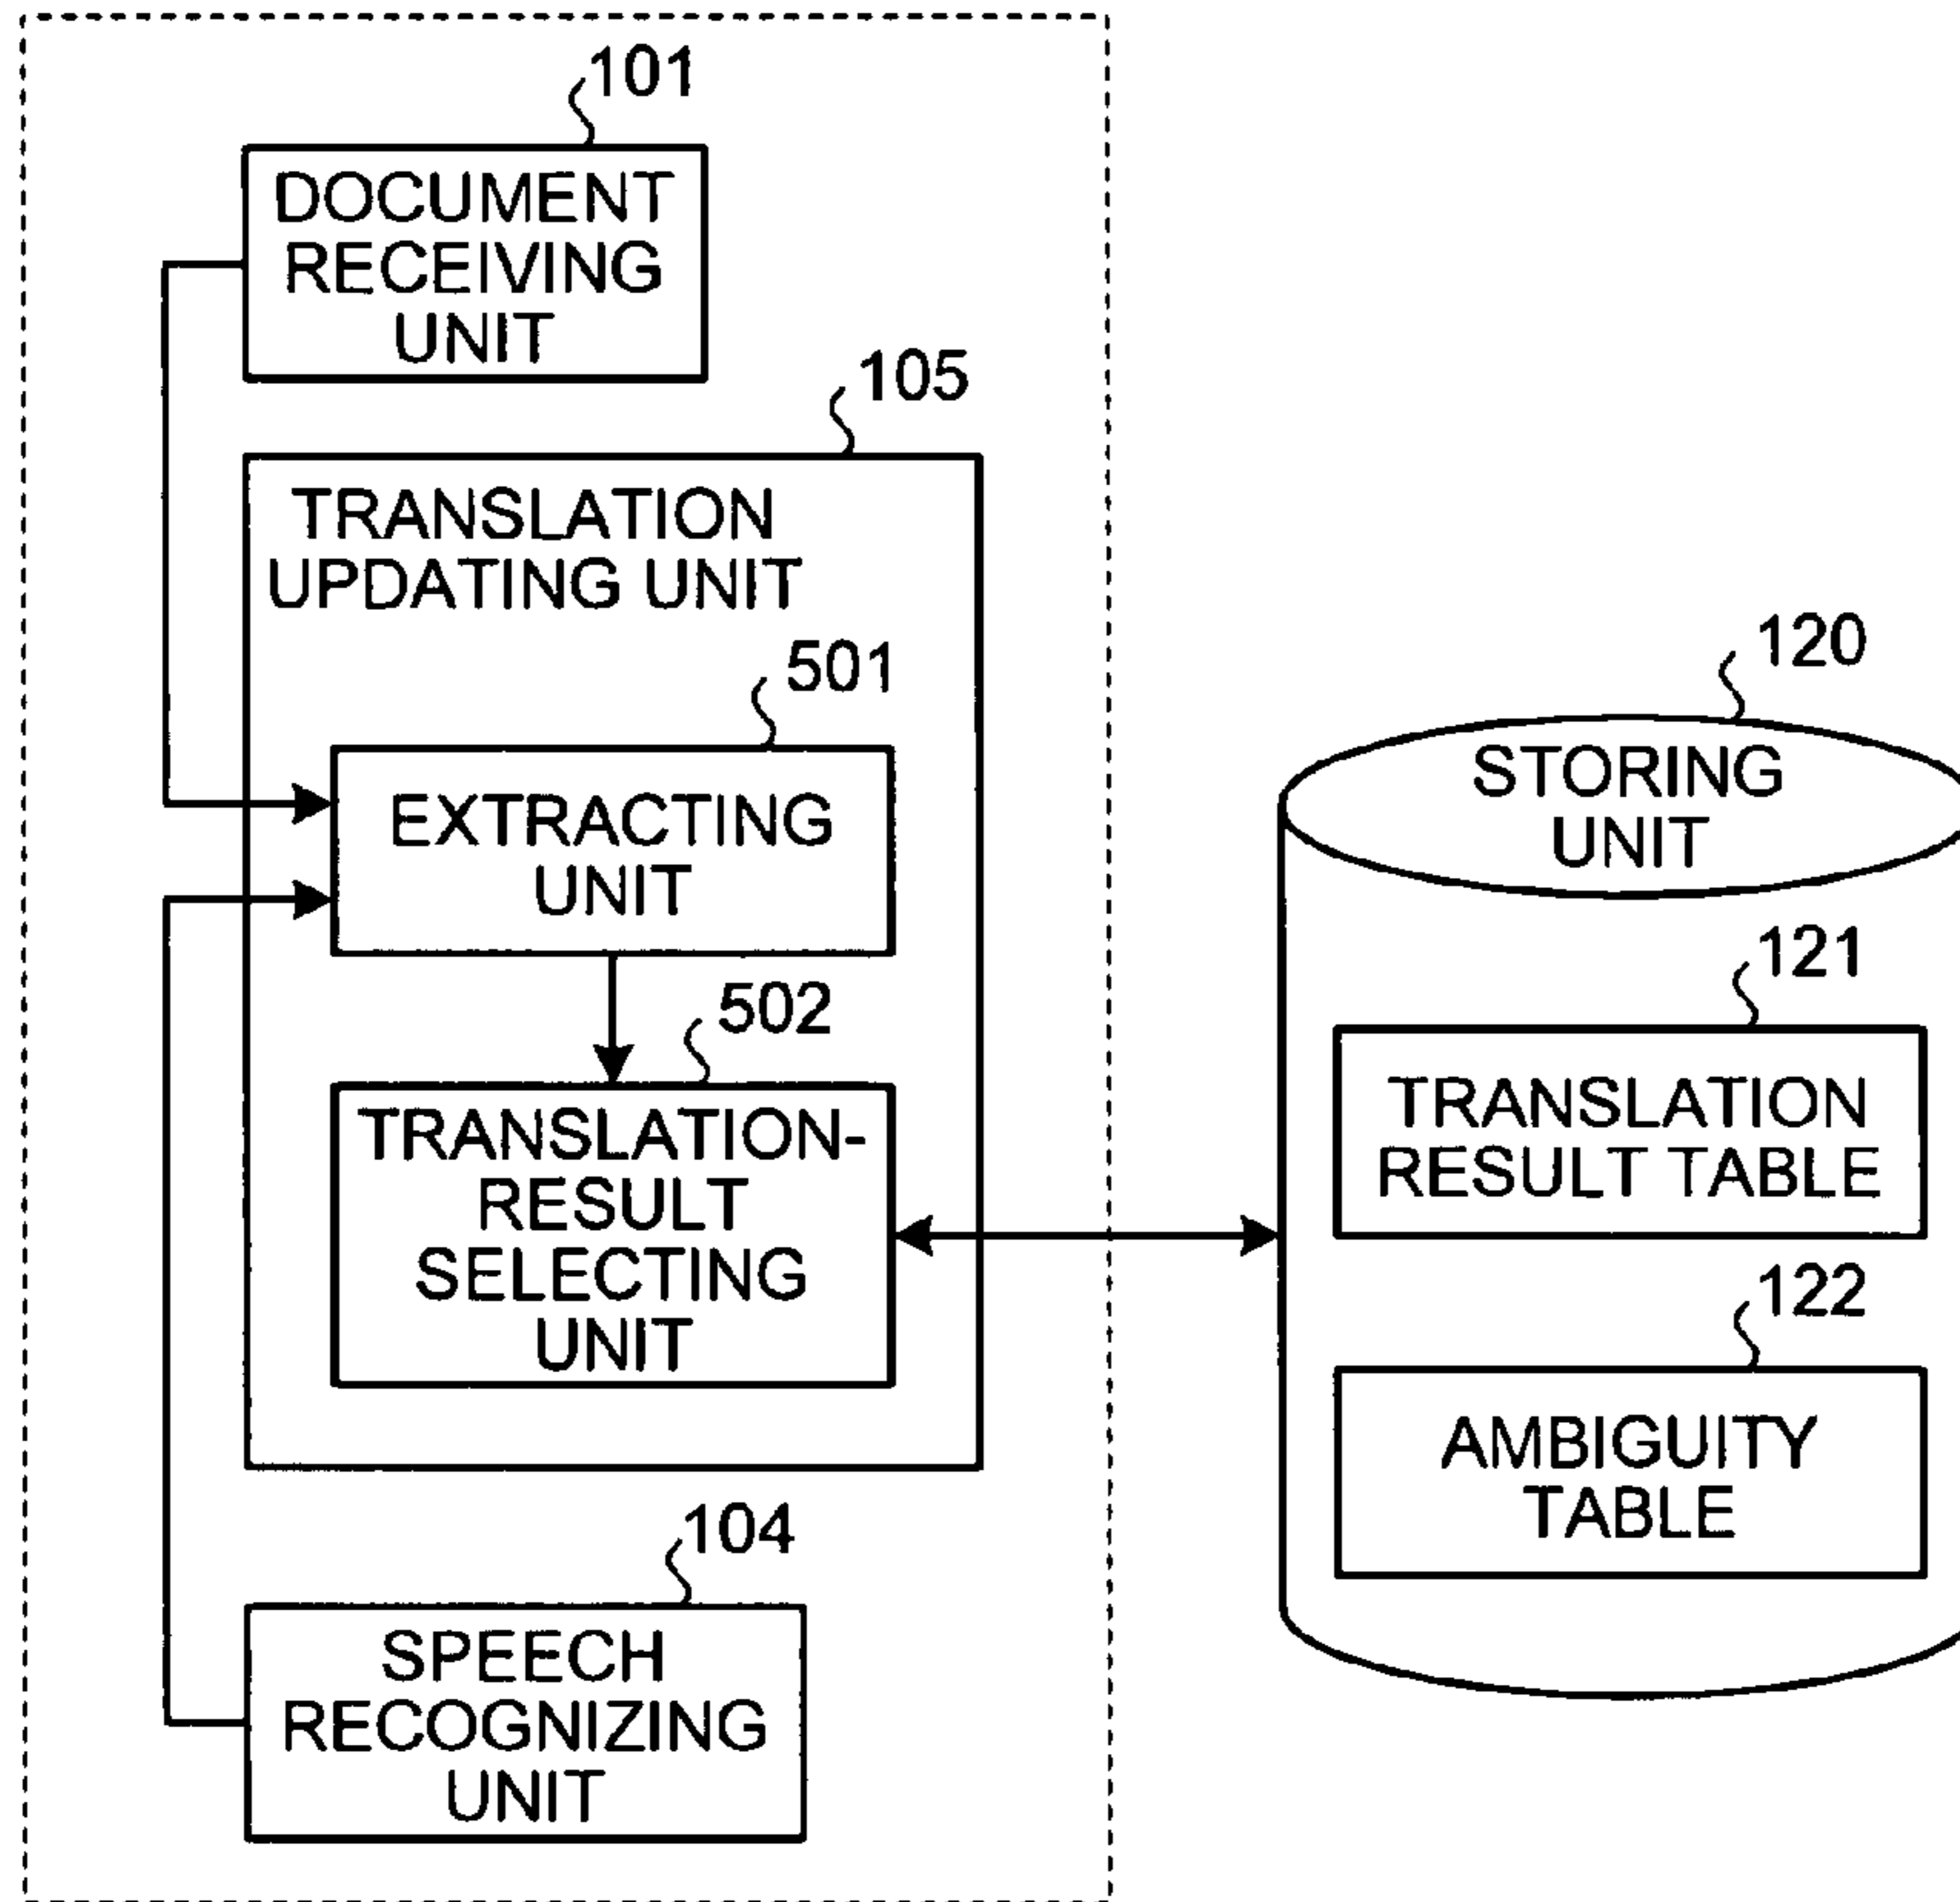 101
DOCUMENT
RECEIVING
UNIT
105
TRANSLATION
UPDATING UNIT
501
EXTRACTING
UNIT
502
TRANSLATION-
RESULT
SELECTING
UNIT
104
SPEECH
RECOGNIZING
UNIT
120
STORING
UNIT
121
TRANSLATION
RESULT TABLE
122
AMBIGUITY
TABLE